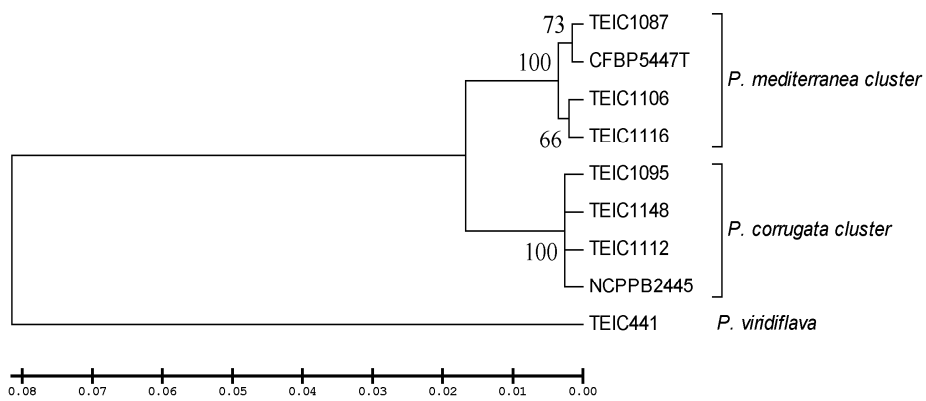 73
TEIC1087
100
CFBP5447T
P. mediterranea cluster
TEIC1106
66
TEIC1116
TEIC1095
TEIC1148
P. corrugata cluster
100
TEIC1112
NCPPB2445
TEIC441 P. viridiflava
0.08 0.07 0.06 0.05 0.04 0.03 0.02 0.01 0.00